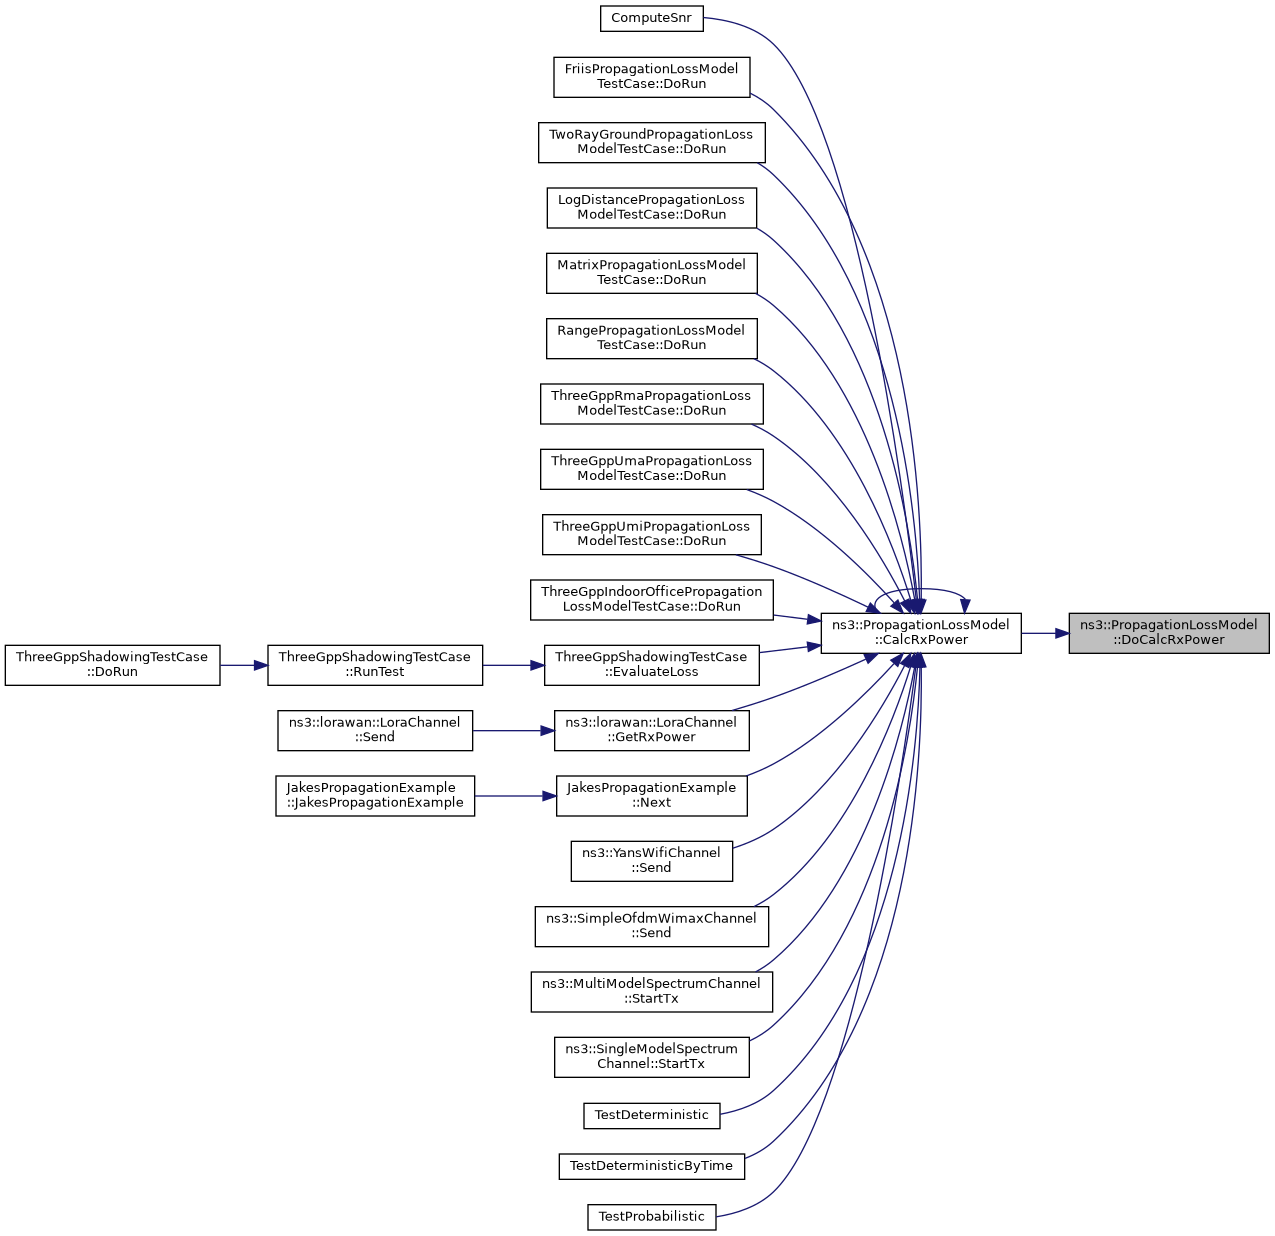 ComputeSnr
FriisPropagationLossModel
TestCase::DoRun
TwoRayGroundPropagationLoss
ModelTestCase::DoRun
LogDistancePropagationLoss
ModelTestCase::DoRun
MatrixPropagationLossModel
TestCase::DoRun
RangePropagationLossModel
TestCase::DoRun
ThreeGppRmaPropagationLoss
ModelTestCase::DoRun
ThreeGppUmaPropagationLoss
ModelTestCase::DoRun
ThreeGppUmiPropagationLoss
ModelTestCase::DoRun
ThreeGppIndoorOfficePropagation
LossModelTestCase::DoRun
ns3::PropagationLossModel
::CalcRxPower
ns3::PropagationLossModel
::DoCalcRxPower
ThreeGppShadowingTestCase
::DoRun
ThreeGppShadowingTestCase
::RunTest
ThreeGppShadowingTestCase
::EvaluateLoss
ns3::lorawan::LoraChannel
::Send
ns3::lorawan::LoraChannel
::GetRxPower
JakesPropagationExample
::JakesPropagationExample
JakesPropagationExample
::Next
ns3::YansWifiChannel
::Send
ns3::SimpleOfdmWimaxChannel
::Send
ns3::MultiModelSpectrumChannel
::StartTx
ns3::SingleModelSpectrum
Channel::StartTx
TestDeterministic
TestDeterministicByTime
TestProbabilistic